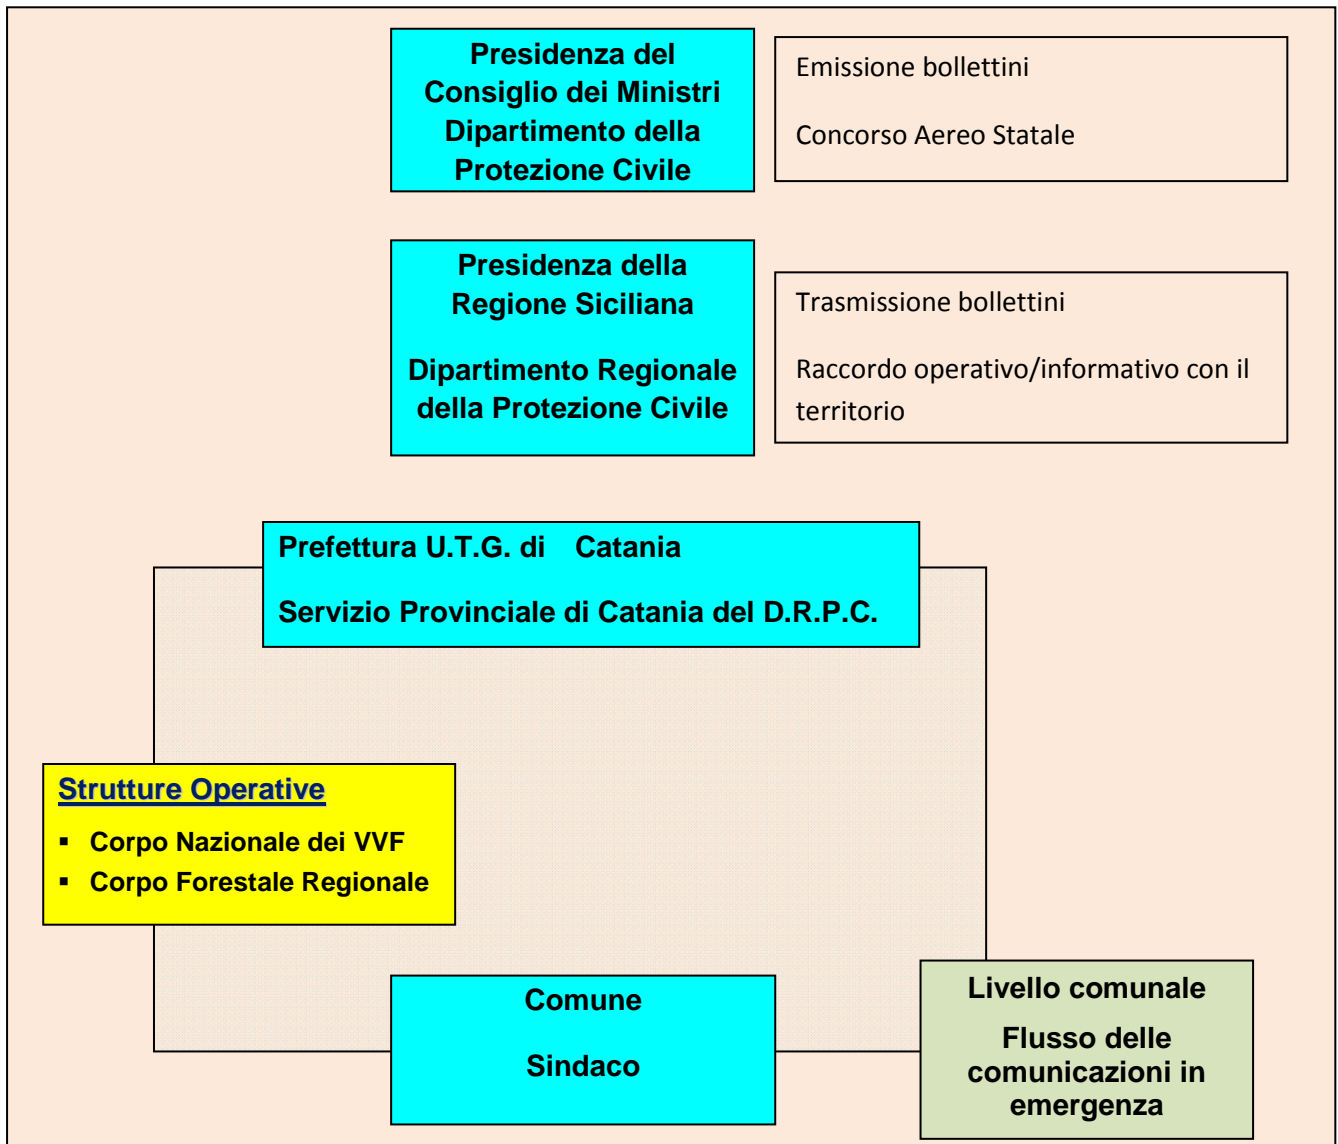 Presidenza del
Consiglio dei Ministri
Dipartimento della
Protezione Civile
Emissione bollettini
Concorso Aereo Statale
Presidenza della
Regione Siciliana
Dipartimento Regionale
della Protezione Civile
Trasmissione bollettini
Raccordo operativo/informativo con il
territorio
Prefettura U.T.G. di Catania
Servizio Provinciale di Catania del D.R.P.C.
Strutture Operative
▪ Corpo Nazionale dei VVF
▪ Corpo Forestale Regionale
Comune
Sindaco
Livello comunale
Flusso delle
comunicazioni in
emergenza